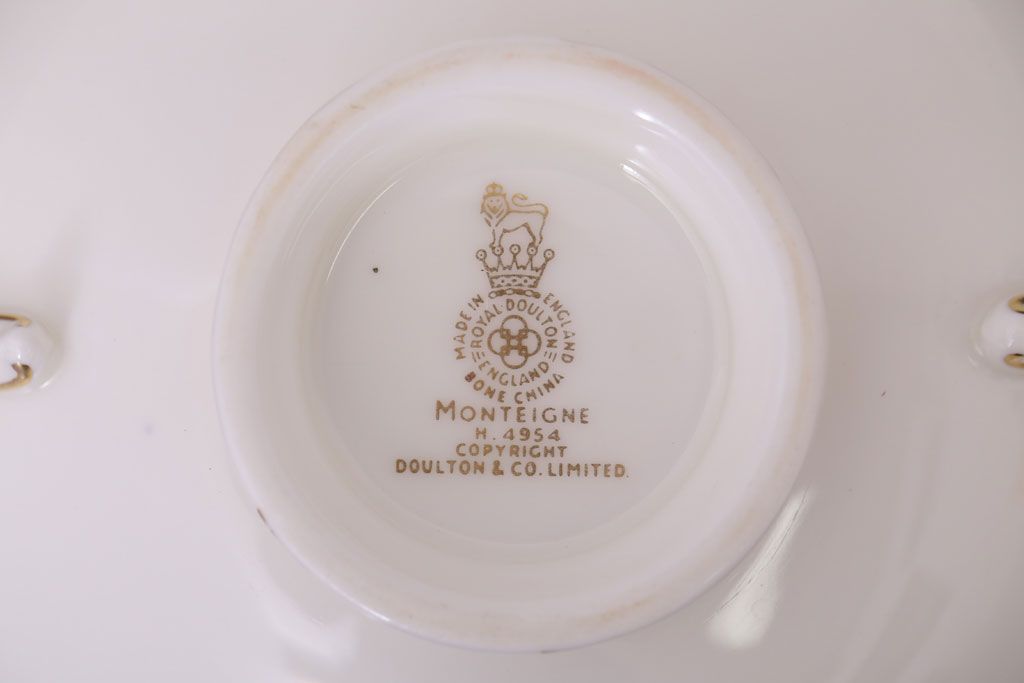 MADE IN ENGLAND
ROYAL·DOULTON
ENGLAND
BONE CHINA
MONTEIGNE
H. 4954
COPYRIGHT
DOULTON & CO. LIMITED.